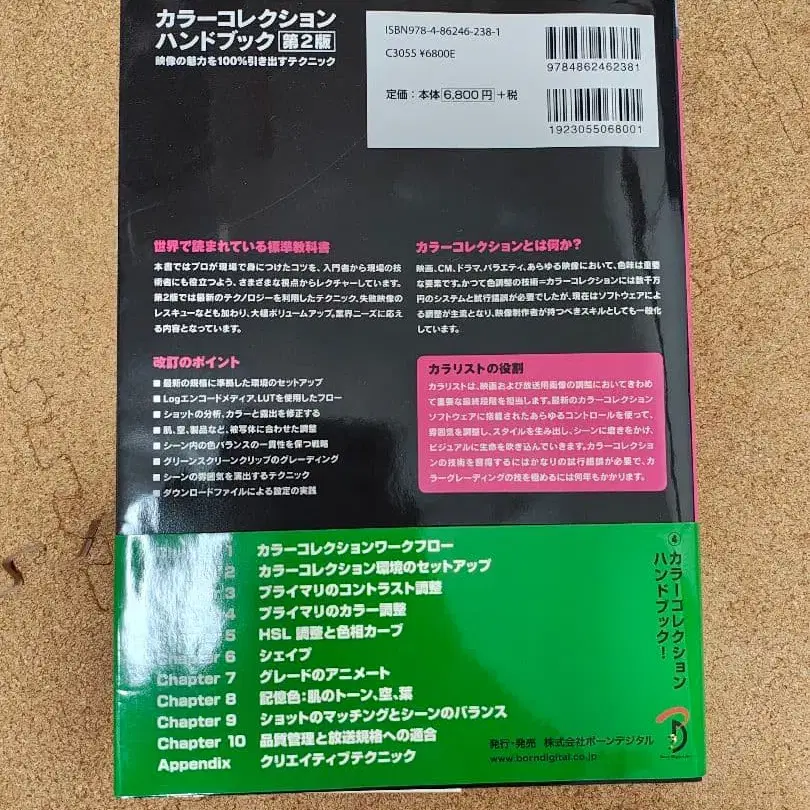 カラーコレクション
ハンドブック 第2版
映像の魅力を100%引き出すテクニック
ISBN978-4-86246-238-1
C3055 ¥6800E
定価:本体 6,800円 +税
9784862462381
1923055068001
世界で読まれている標準教科書
本書ではプロが現場で身につけたコツを、入門者から現場の技
術者にも役立つよう、さまざまな視点からレクチャーしています。
第2版では最新のテクノロジーを利用したテクニック、失敗映像の
レスキューなども加わり、大幅ボリュームアップ。業界ニーズに応え
る内容となっています。
カラーコレクションとは何か?
映画、CM、ドラマ、バラエティ、あらゆる映像において、色味は重要
な要素です。かつて色調整の技術=カラーコレクションには数千万
円のシステムと試行錯誤が必要でしたが、現在はソフトウェアによ
る調整が主流となり、映像制作者が持つべきスキルとしても一般化
しています。
改訂のポイント
■ 最新の規格に準拠した環境のセットアップ
■ Logエンコードメディア、LUTを使用したフロー
■ ショットの分析、カラーと露出を修正する
■ 肌、空、製品など、被写体に合わせた調整
■ シーン内の色バランスの一貫性を保つ戦略
■ グリーンスクリーンクリップのグレーディング
■ シーンの雰囲気を演出するテクニック
■ ダウンロードファイルによる設定の実践
カラリストの役割
カラリストは、映画および放送用画像の調整においてきわめ
て重要な最終段階を担当します。最新のカラーコレクション
ソフトウェアに搭載されたあらゆるコントロールを使って、
雰囲気を調整し、スタイルを生み出し、シーンに磨きをかけ、
ビジュアルに生命を吹き込んでいきます。カラーコレクション
の技術を習得するにはかなりの試行錯誤が必要で、カ
ラーグレーディングの技を極めるには何年もかかります。
1 カラーコレクションワークフロー
2 カラーコレクション環境のセットアップ
3 プライマリのコントラスト調整
4 プライマリのカラー調整
5 HSL 調整と色相カーブ
Chapter 6 シェイプ
Chapter 7 グレードのアニメート
Chapter 8 記憶色:肌のトーン、空、葉
Chapter 9 ショットのマッチングとシーンのバランス
Chapter 10 品質管理と放送規格への適合
Appendix クリエイティブテクニック
④カラーコレクション
ハンドブック!
発行・発売 株式会社ボーンデジタル
www.borndigital.co.jp